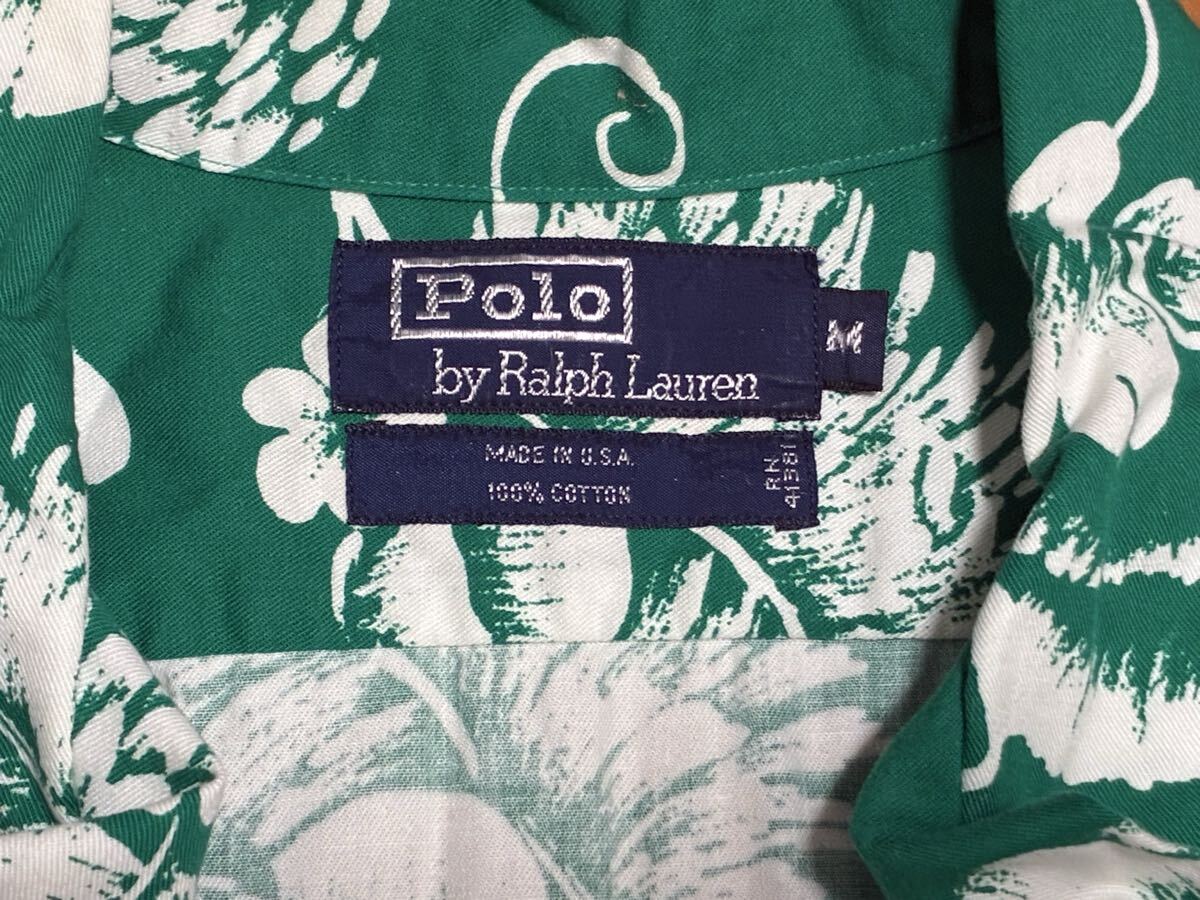 Polo
by Ralph Lauren
M
MADE IN U.S.A.
100% COTTON
RN
41381